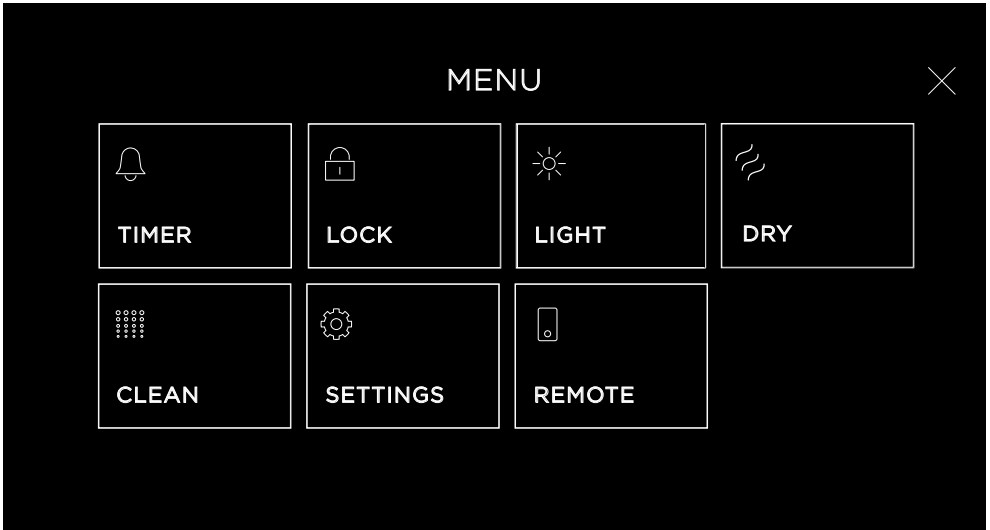 MENU
TIMER
LOCK
LIGHT
DRY
CLEAN
SETTINGS
REMOTE